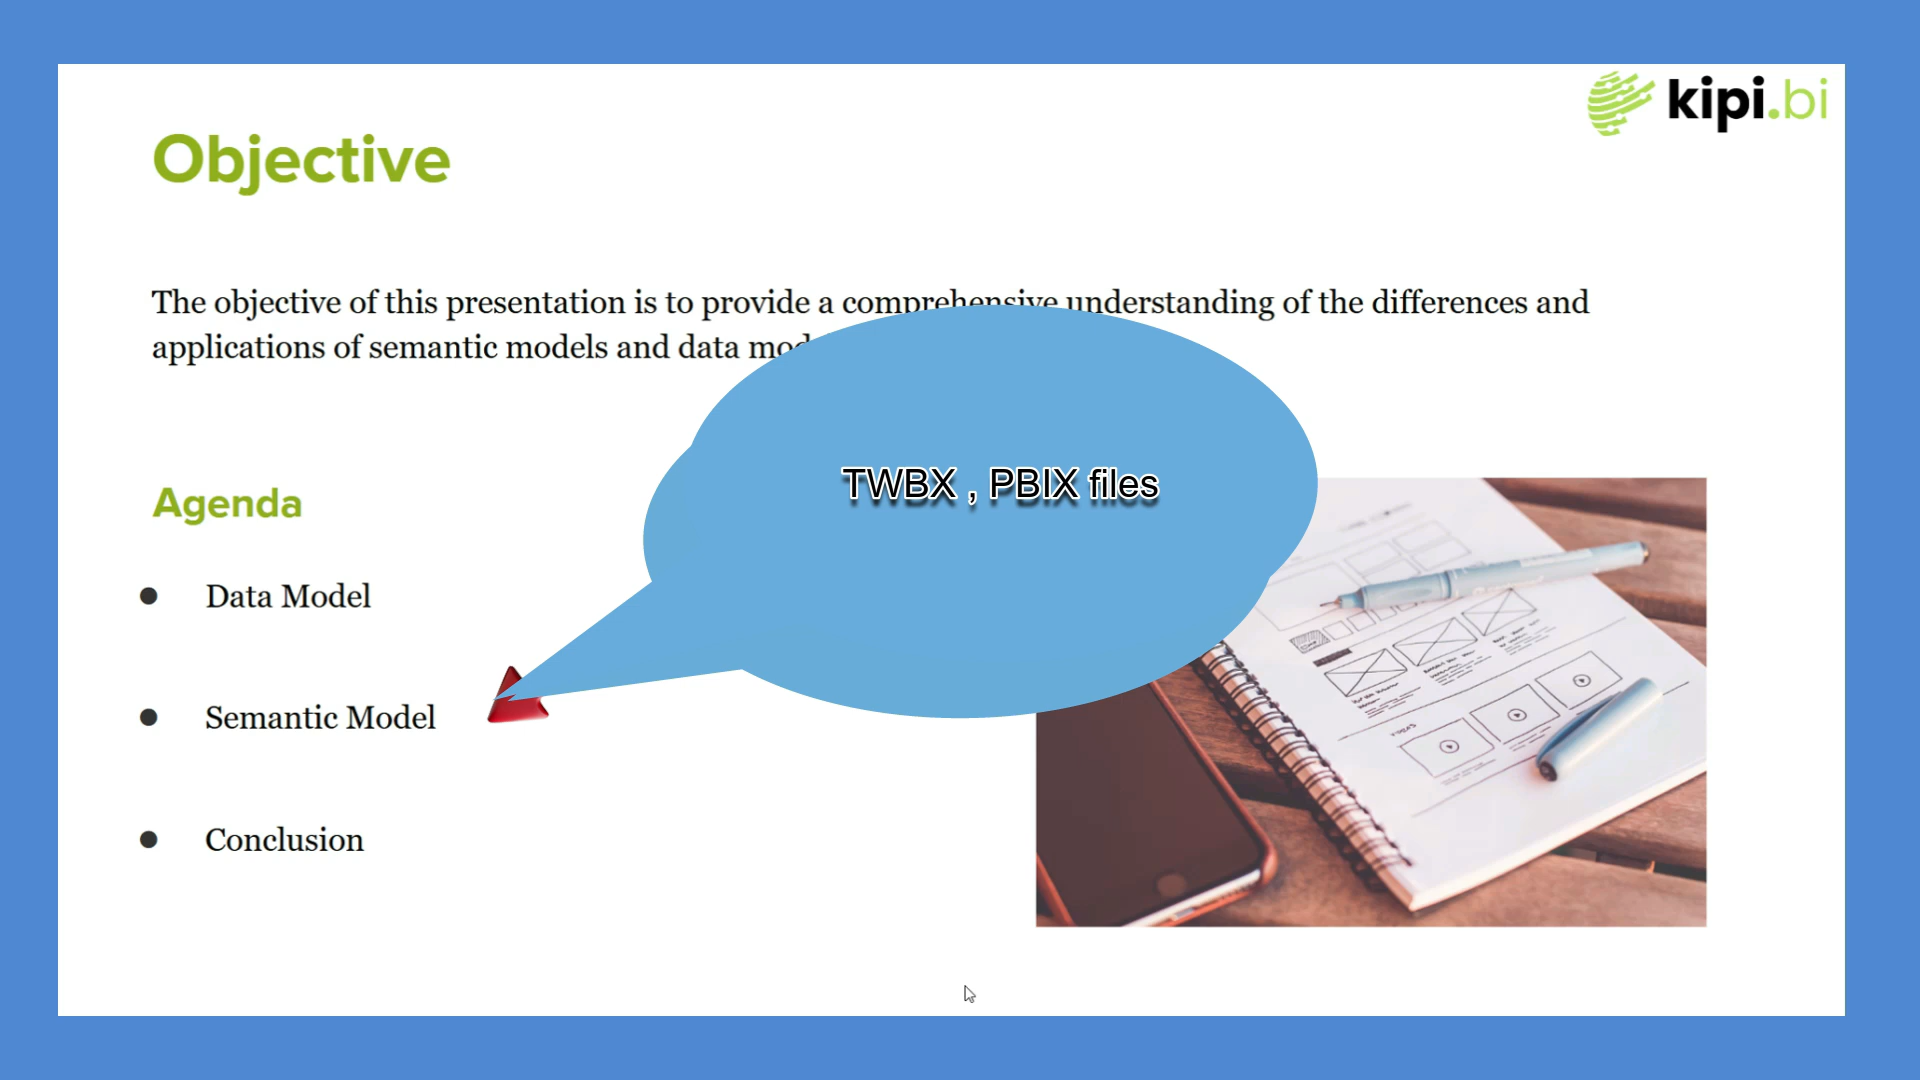 kipi.bi
Objective
The objective of this presentation is to provide a comprehensive understanding of the differences and
applications of semantic models and data
TWBX , PBIX files
Agenda
Data Model
Semantic Model
Conclusion